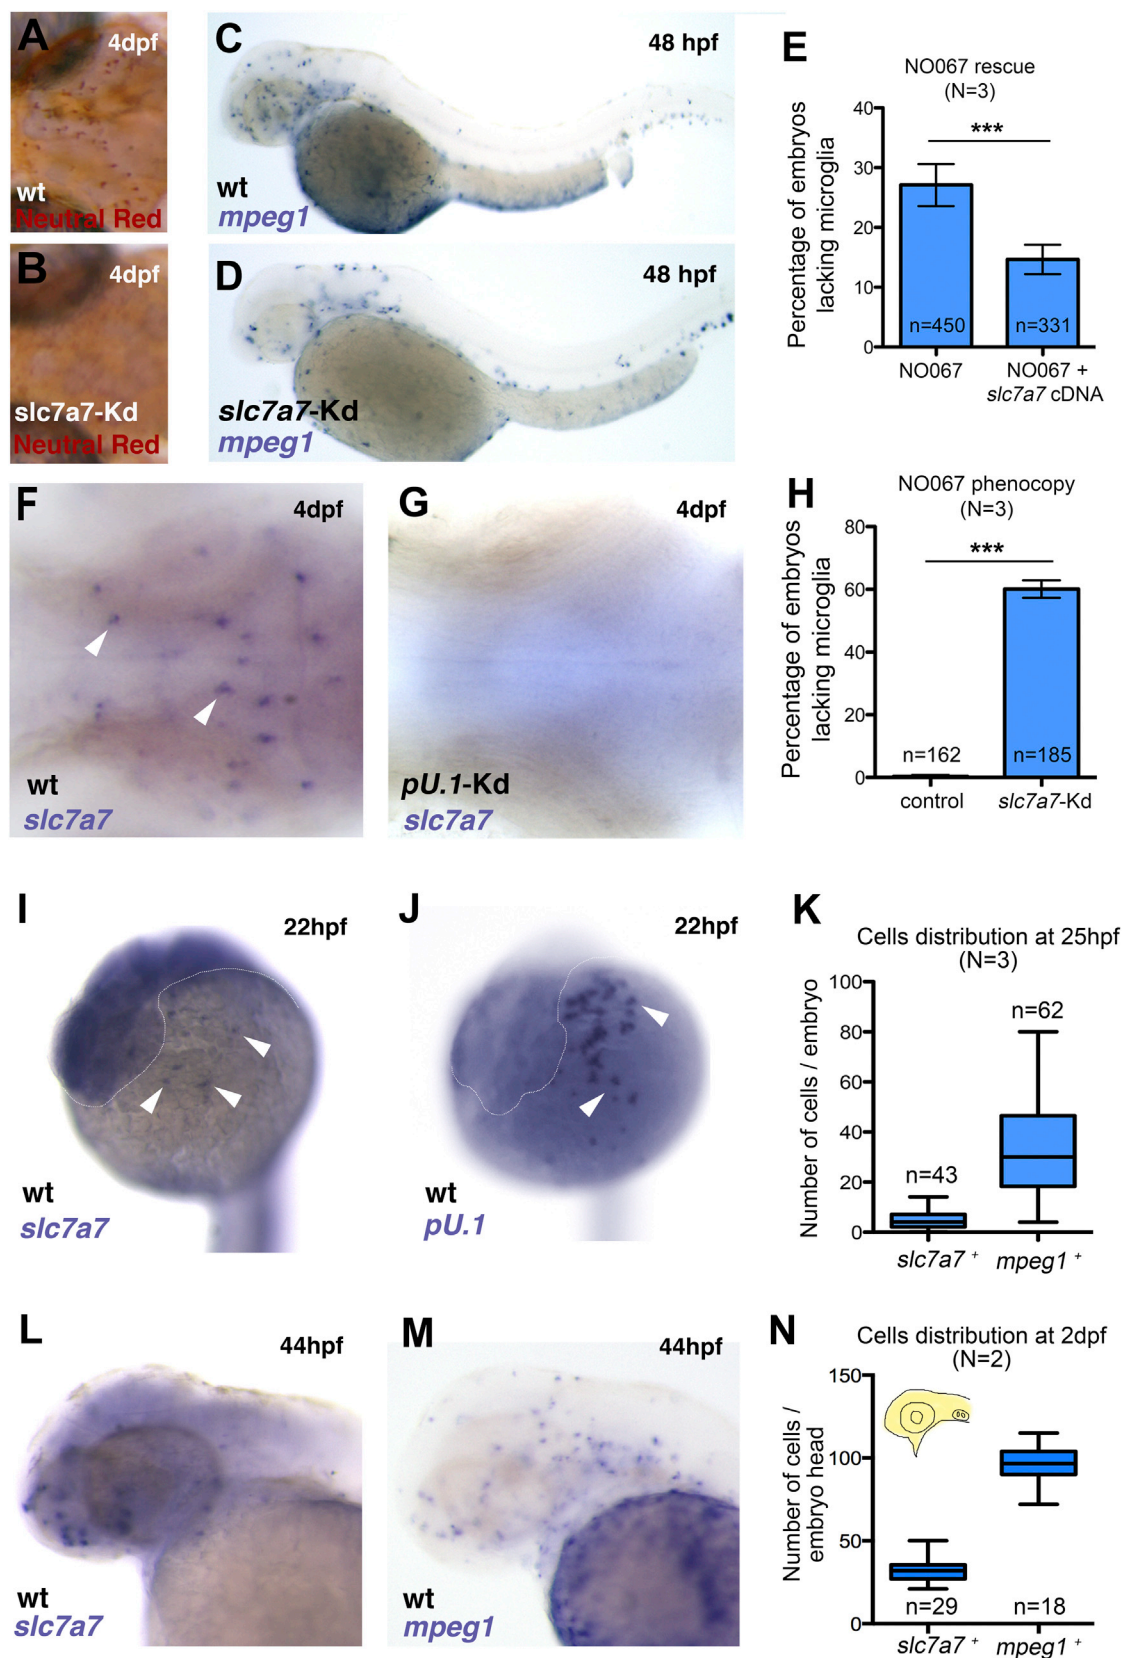 A
4dpf
wt
Neutral Red
B
4dpf
slc7a7-Kd
Neutral Red
C
48 hpf
wt
mpeg1
D
48 hpf
slc7a7-Kd
mpeg1
E
NO067 rescue
(N=3)
Percentage of embryos
lacking microglia
40
30
20
10
0
***
n=450
n=331
NO067
NO067 +
slc7a7 cDNA
F
4dpf
wt
slc7a7
G
4dpf
pU.1-Kd
slc7a7
H
NO067 phenocopy
(N=3)
Percentage of embryos
lacking microglia
80
60
40
20
0
***
n=162
n=185
control
slc7a7-Kd
I
22hpf
wt
slc7a7
J
22hpf
wt
pU.1
K
Cells distribution at 25hpf
(N=3)
Number of cells / embryo
100
80
60
40
20
0
n=43
n=62
slc7a7 +
mpeg1 +
L
44hpf
wt
slc7a7
M
44hpf
wt
mpeg1
N
Cells distribution at 2dpf
(N=2)
Number of cells /
embryo head
150
100
50
0
n=29
n=18
slc7a7 +
mpeg1 +